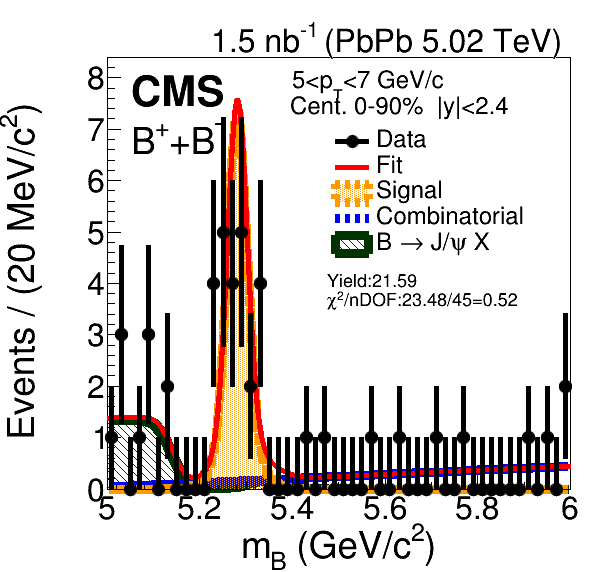 1.5 nb⁻¹ (PbPb 5.02 TeV)
CMS
B⁺+B⁻
5<p_T<7 GeV/c
Cent. 0-90% |y|<2.4
Data
Fit
Signal
Combinatorial
B → J/ψ X
Yield:21.59
χ²/nDOF:23.48/45=0.52
Events / (20 MeV/c²)
8
7
6
5
4
3
2
1
0
5 5.2 5.4 5.6 5.8 6
m_B (GeV/c²)